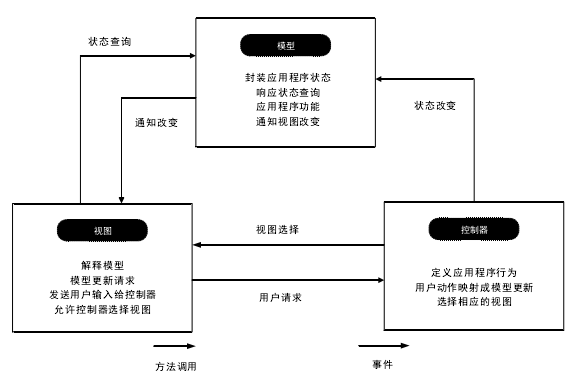 状态查询
模型
封装应用程序状态
响应状态查询
应用程序功能
通知视图改变
通知改变
状态改变
视图
解释模型
模型更新请求
发送用户输入给控制器
允许控制器选择视图
视图选择
用户请求
控制器
定义应用程序行为
用户动作映射成模型更新
选择相应的视图
方法调用
事件